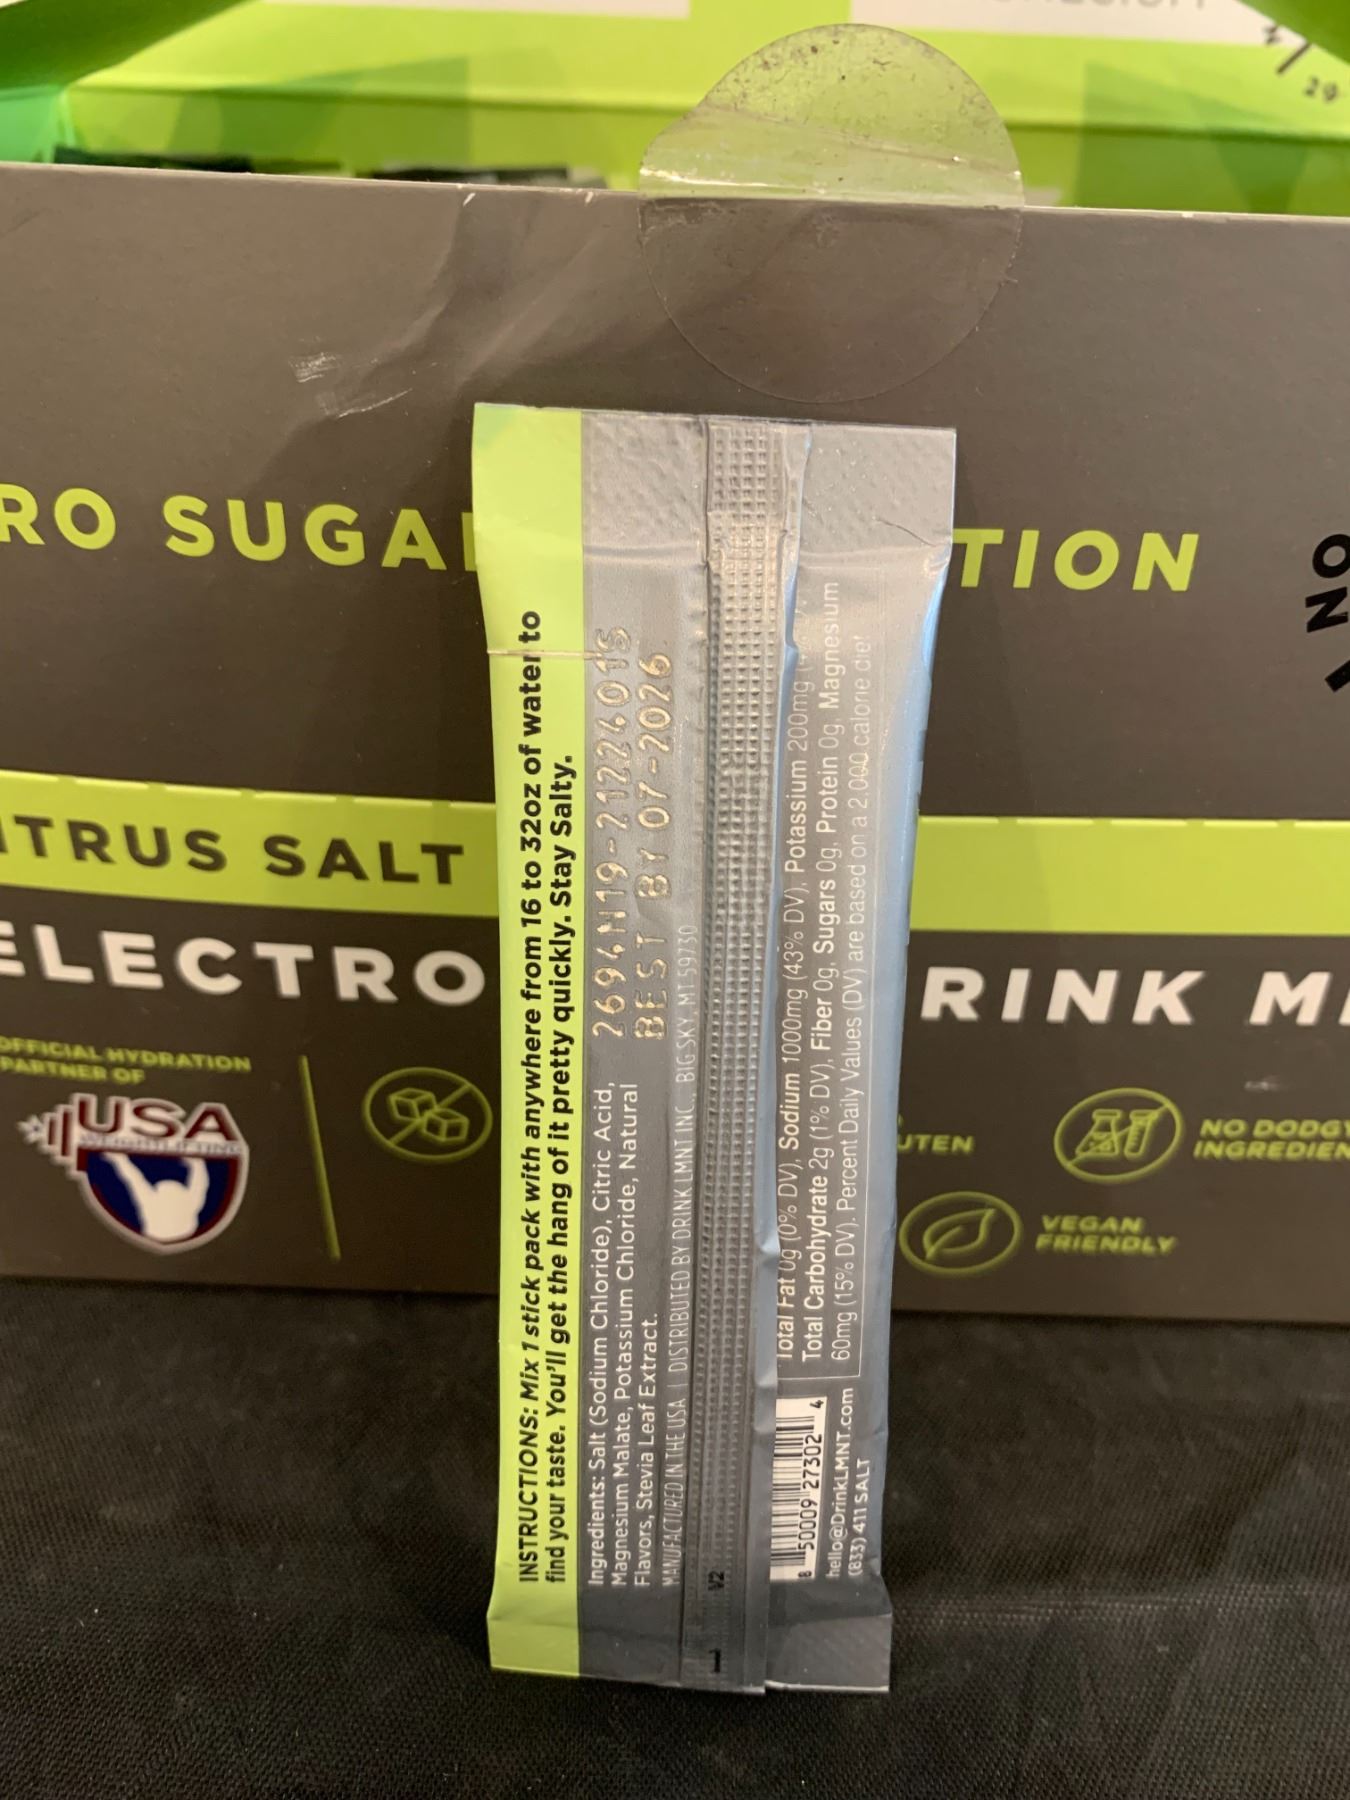 29
RO SUGA
TION
NO
ITRUS SALT
ELECTRO
RINK M
OFFICIAL HYDRATION
PARTNER OF
USA
WEIGHTLIFTING
UTEN
NO DODGY
INGREDIEN
VEGAN
FRIENDLY
INSTRUCTIONS: Mix 1 stick pack with anywhere from 16 to 32oz of water to
find your taste. You'll get the hang of it pretty quickly. Stay Salty.
Ingredients: Salt (Sodium Chloride), Citric Acid,
Magnesium Malate, Potassium Chloride, Natural
Flavors, Stevia Leaf Extract.
MANUFACTURED IN THE USA | DISTRIBUTED BY DRINK LMNT INC., BIG SKY, MT 59730
BEST BY 07-2026
V2
Total Fat 0g (0% DV), Sodium 1000mg (43% DV), Potassium 200mg
Total Carbohydrate 2g (1% DV), Fiber 0g, Sugars 0g, Protein 0g, Magnesium
60mg (15% DV). Percent Daily Values (DV) are based on a 2,000 calorie diet
8 50009 27302 4
hello@DrinkLMNT.com
(833) 411 SALT